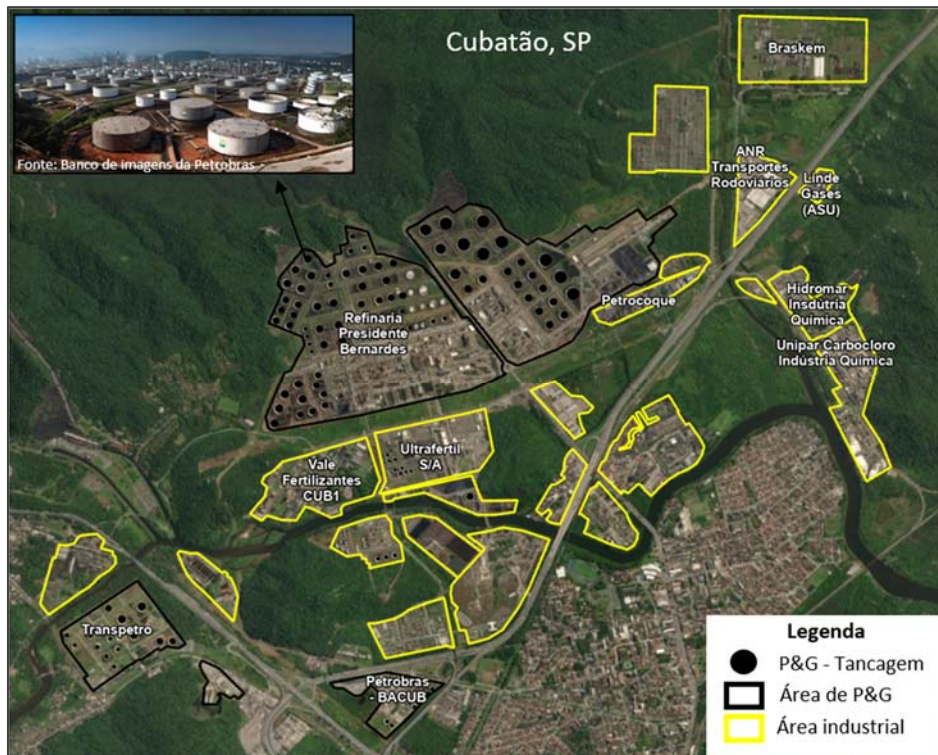 Cubatão, SP
Fonte: Banco de imagens da Petrobras
Braskem
ANR
Transportes
Rodoviários
Linde
Gases
(ASU)
Petrocoque
Hidromar
Insdútria
Química
Unipar Carbocloro
Indústria Química
Refinaria
Presidente
Bernardes
Vale
Fertilizantes
CUB1
Ultrafertil
S/A
Transpetro
Petrobras
- BACUB
Legenda
P&G - Tancagem
Área de P&G
Área industrial